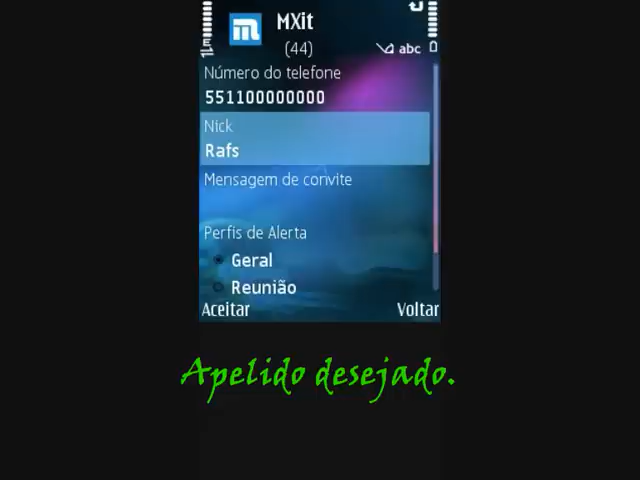 MXit
(44)
abc
Número do telefone
551100000000
Nick
Rafs
Mensagem de convite
Perfis de Alerta
Geral
Reunião
Aceitar Voltar
Apelido desejado.